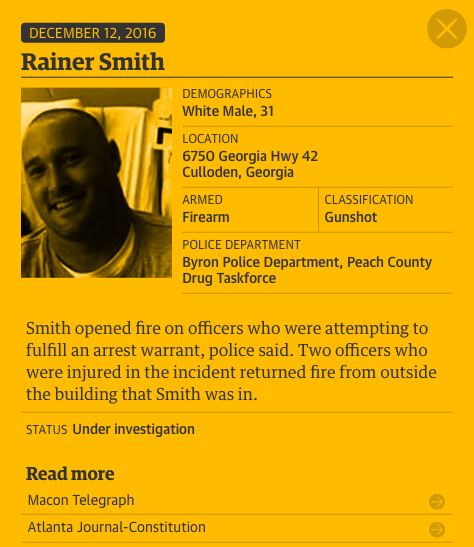 DECEMBER 12, 2016
Rainer Smith
DEMOGRAPHICS
White Male, 31
LOCATION
6750 Georgia Hwy 42
Culloden, Georgia
ARMED
Firearm
CLASSIFICATION
Gunshot
POLICE DEPARTMENT
Byron Police Department, Peach County
Drug Taskforce
Smith opened fire on officers who were attempting to
fulfill an arrest warrant, police said. Two officers who
were injured in the incident returned fire from outside
the building that Smith was in.
STATUS Under investigation
Read more
Macon Telegraph
Atlanta Journal-Constitution